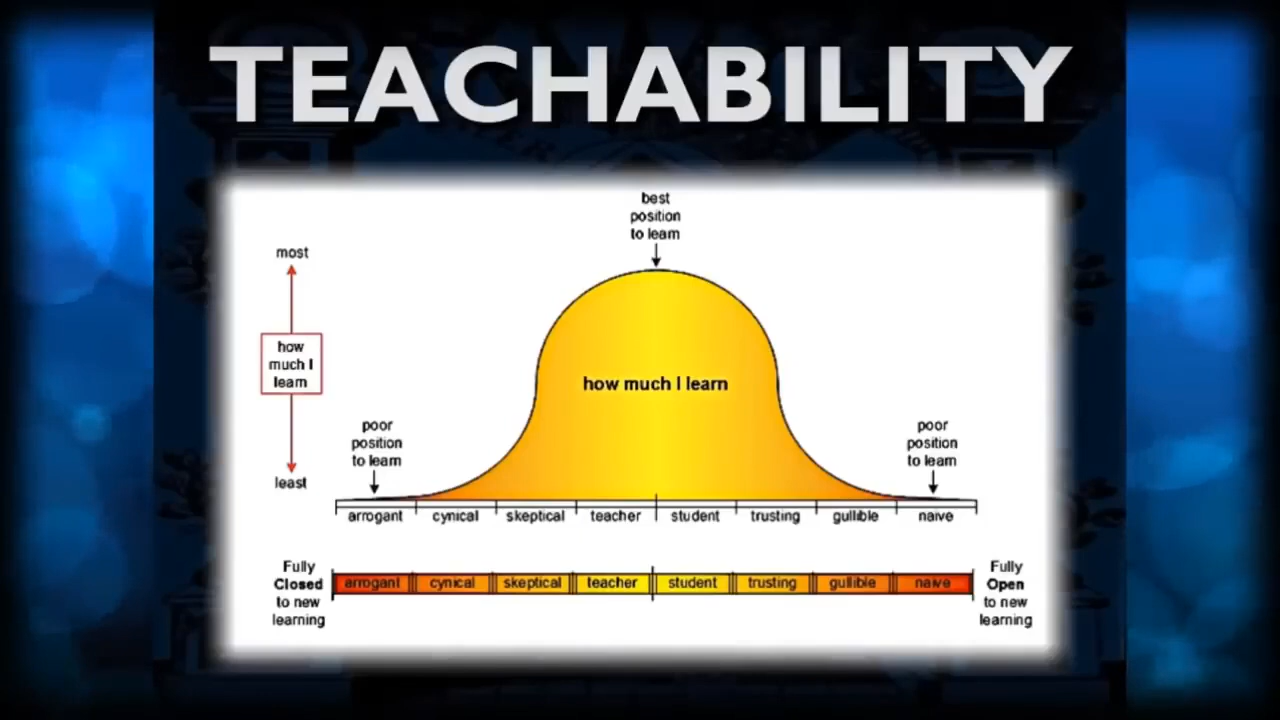 TEACHABILITY
best
position
to learn
most
how
much I
learn
least
how much I learn
poor
position
to learn
poor
position
to learn
arrogant cynical skeptical teacher student trusting gullible naive
Fully
Closed
to new
learning
arrogant cynical skeptical teacher student trusting gullible naive
Fully
Open
to new
learning